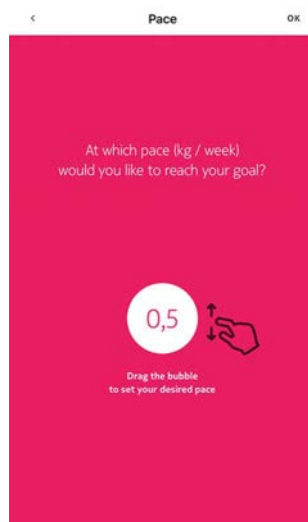 < Pace OK
At which pace (kg / week)
would you like to reach your goal?
0,5
Drag the bubble
to set your desired pace